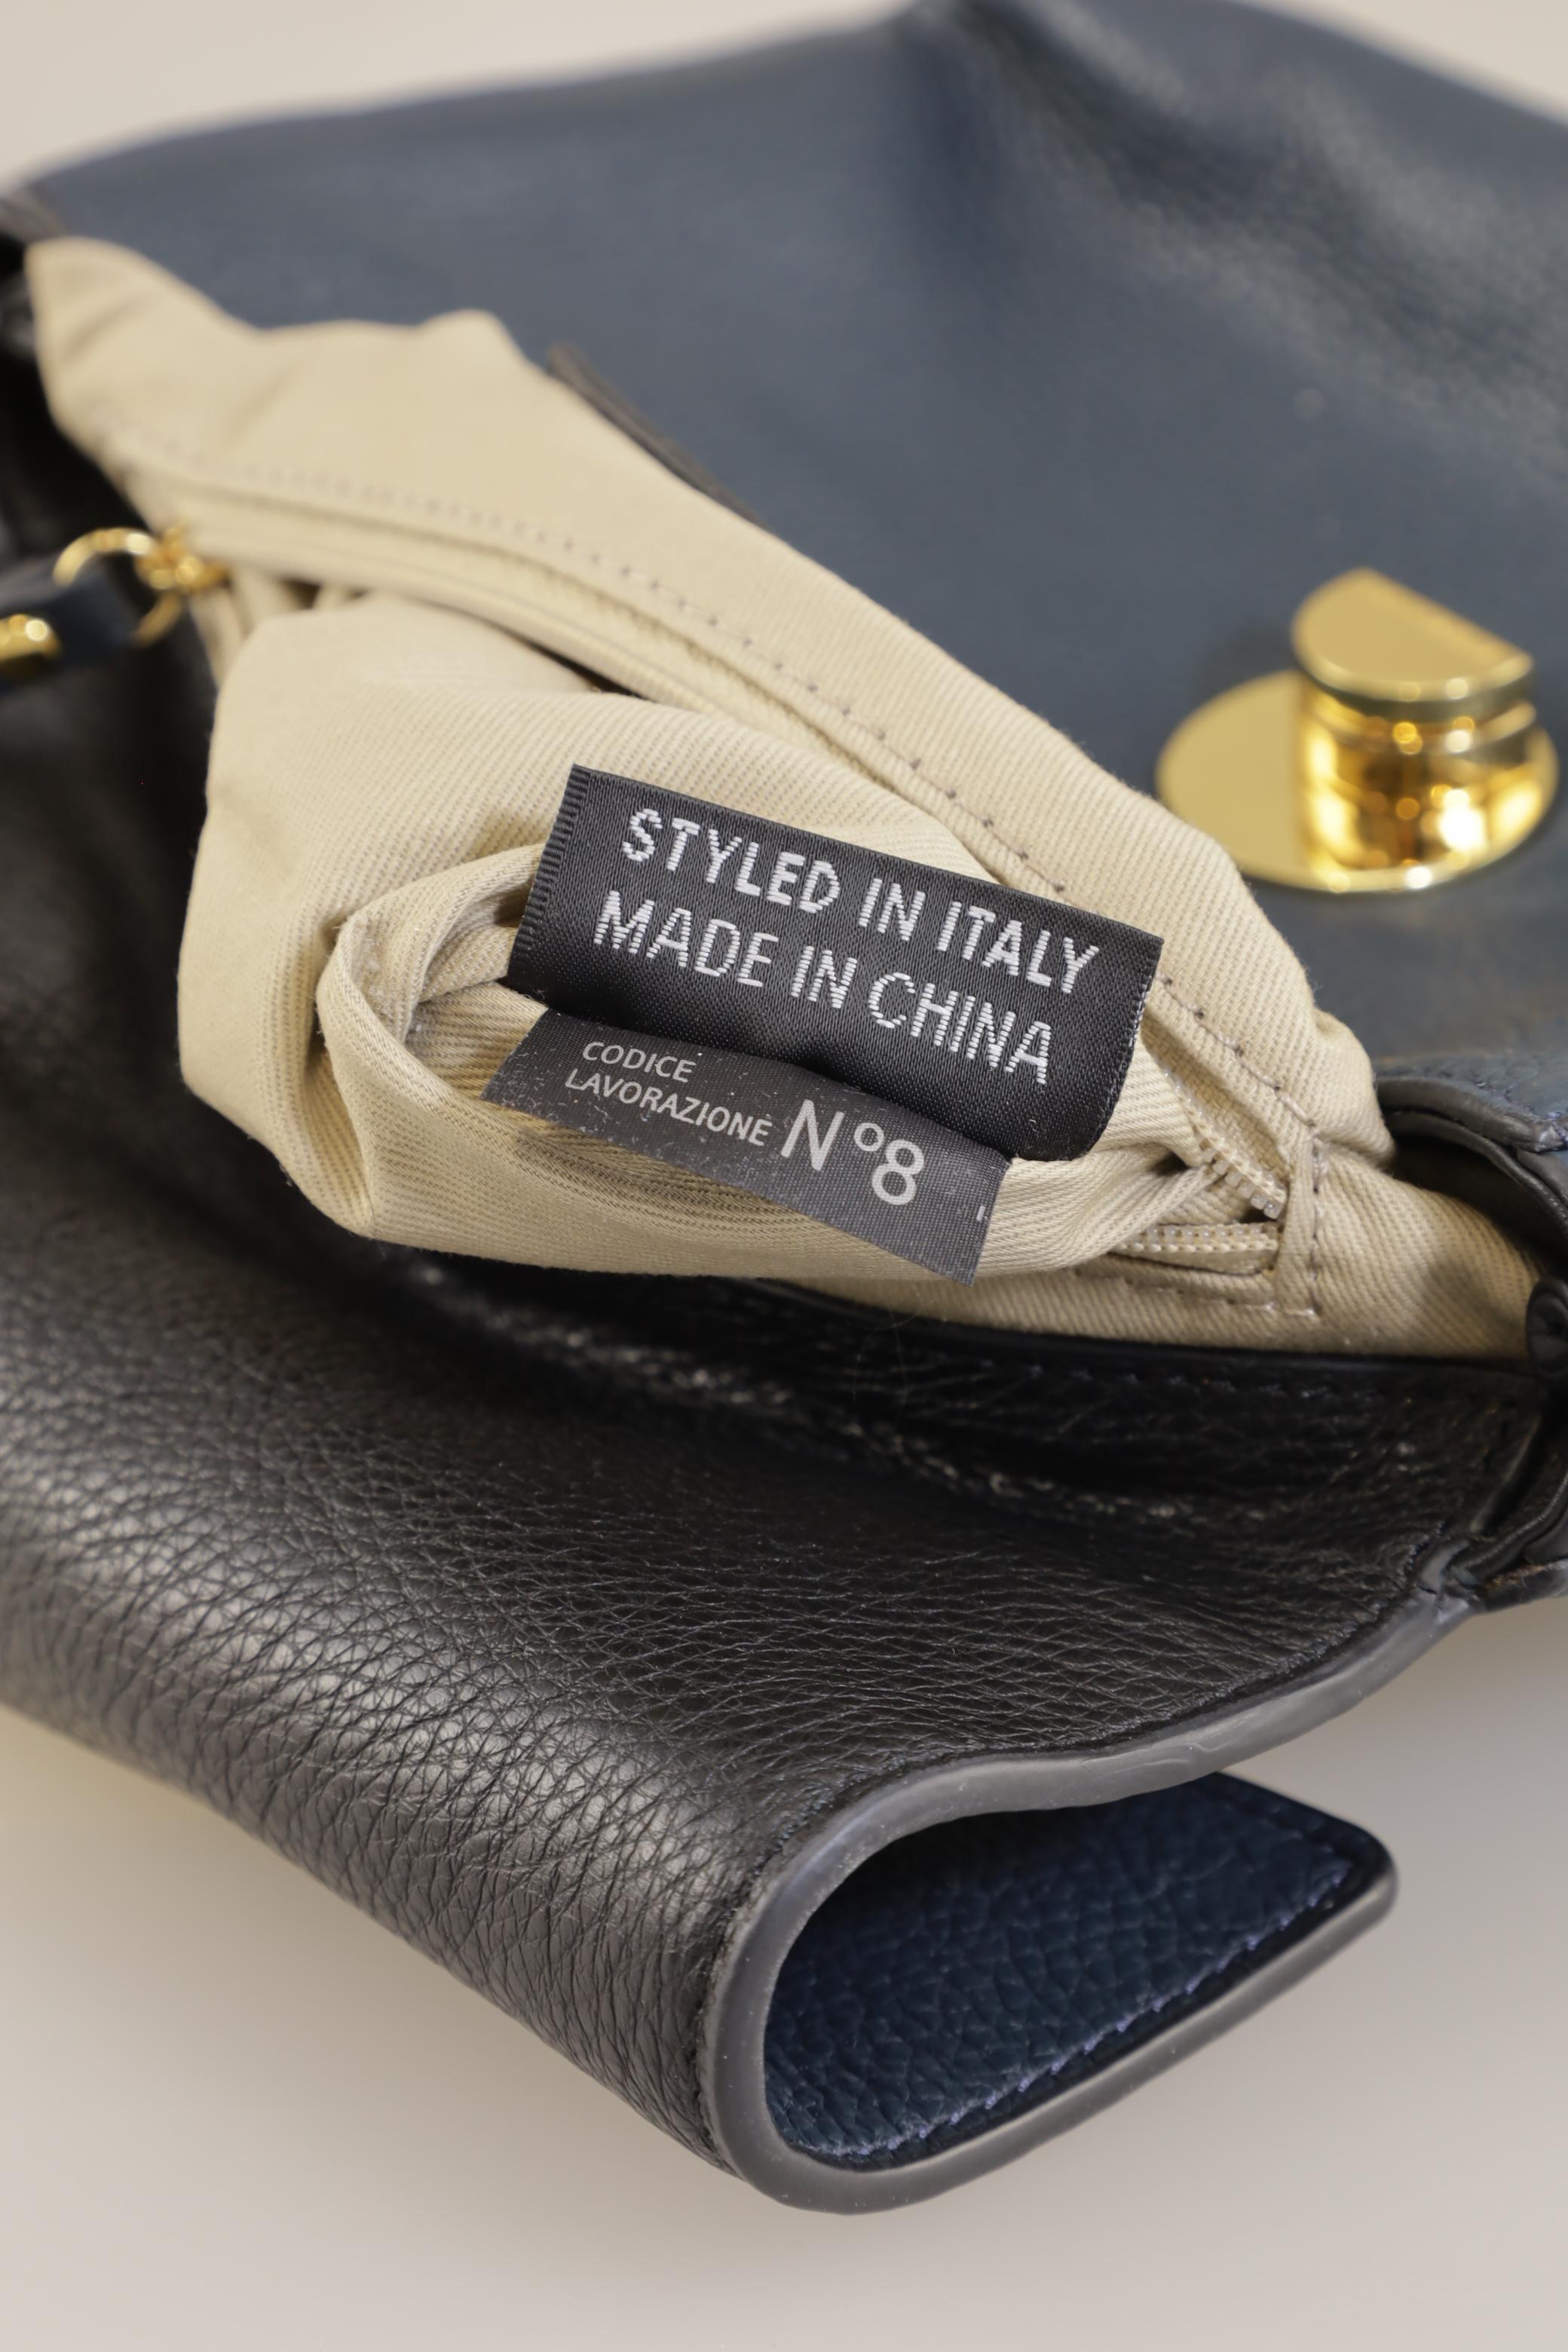 STYLED IN ITALY
MADE IN CHINA
CODICE
LAVORAZIONE N°8